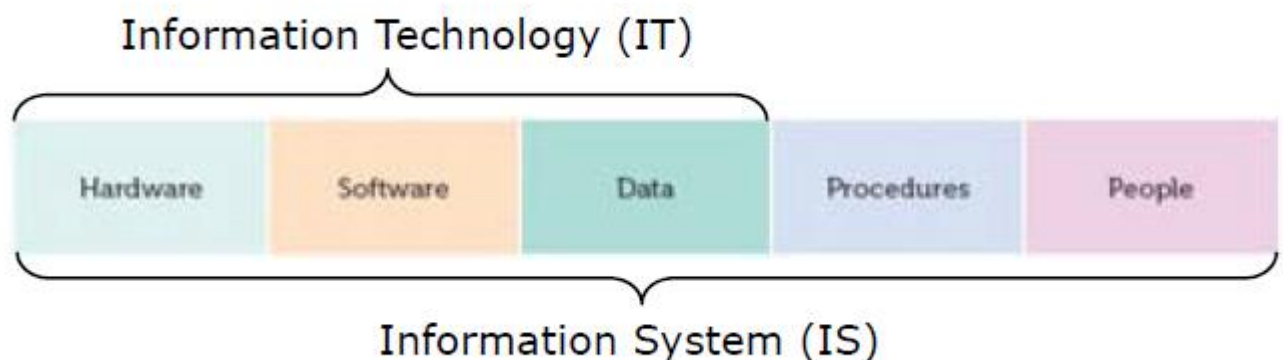 Information Technology (IT)
Hardware Software Data Procedures People
Information System (IS)